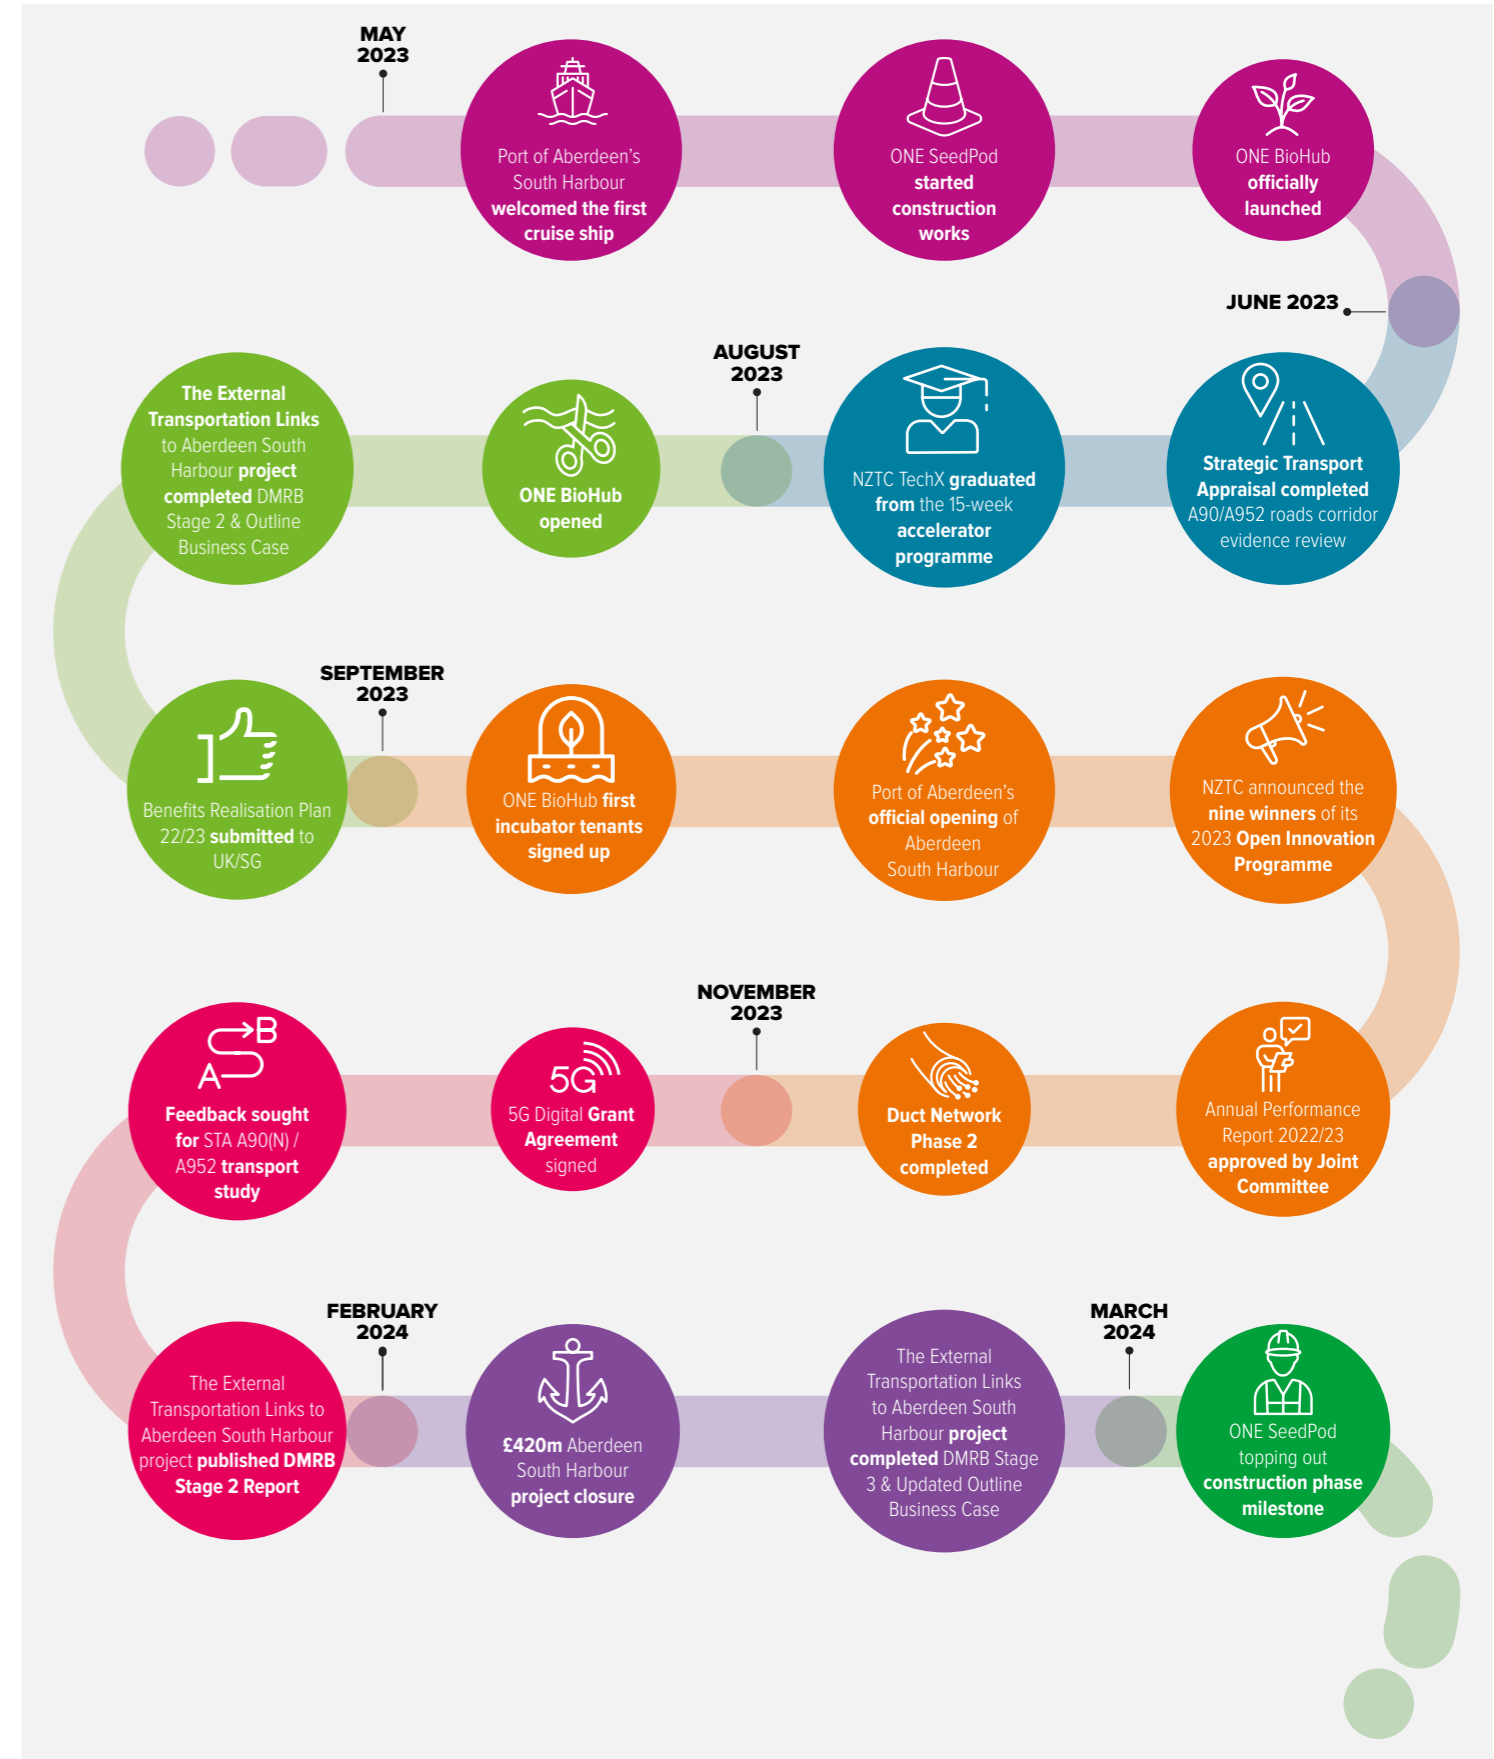 MAY
2023
Port of Aberdeen's
South Harbour
welcomed the first
cruise ship
ONE SeedPod
started
construction
works
ONE BioHub
officially
launched
JUNE 2023
Strategic Transport
Appraisal completed
A90/A952 roads corridor
evidence review
NZTC TechX graduated
from the 15-week
accelerator
programme
AUGUST
2023
ONE BioHub
opened
The External
Transportation Links
to Aberdeen South
Harbour project
completed DMRB
Stage 2 & Outline
Business Case
Benefits Realisation Plan
22/23 submitted to
UK/SG
SEPTEMBER
2023
ONE BioHub first
incubator tenants
signed up
Port of Aberdeen's
official opening of
Aberdeen
South Harbour
NZTC announced the
nine winners of its
2023 Open Innovation
Programme
Annual Performance
Report 2022/23
approved by Joint
Committee
Duct Network
Phase 2
completed
NOVEMBER
2023
5G
5G Digital Grant
Agreement
signed
B
A
Feedback sought
for STA A90(N) /
A952 transport
study
The External
Transportation Links to
Aberdeen South Harbour
project published DMRB
Stage 2 Report
FEBRUARY
2024
£420m Aberdeen
South Harbour
project closure
The External
Transportation Links
to Aberdeen South
Harbour project
completed DMRB Stage
3 & Updated Outline
Business Case
MARCH
2024
ONE SeedPod
topping out
construction phase
milestone